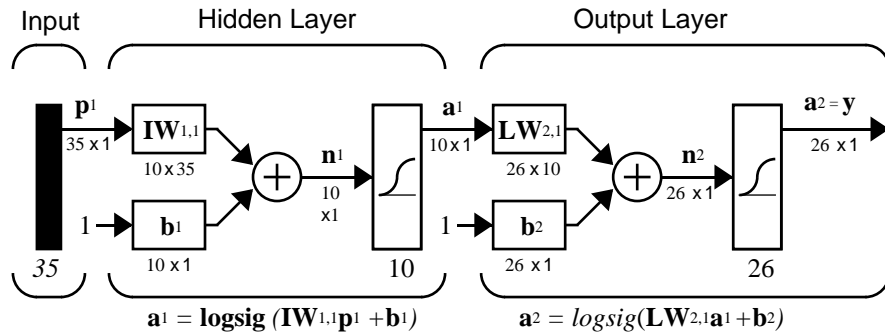 Input Hidden Layer Output Layer
p1 a1 a2 = y
35 x 1 IW1,1 10 x 1 LW2,1 26 x 1
n1 n2
10 x 35 10 x1 26 x 10 26 x 1
1 b1 1 b2
35 10 x 1 10 26 x 1 26
a1 = logsig (IW1,1p1 +b1) a2 = logsig(LW2,1a1 +b2)